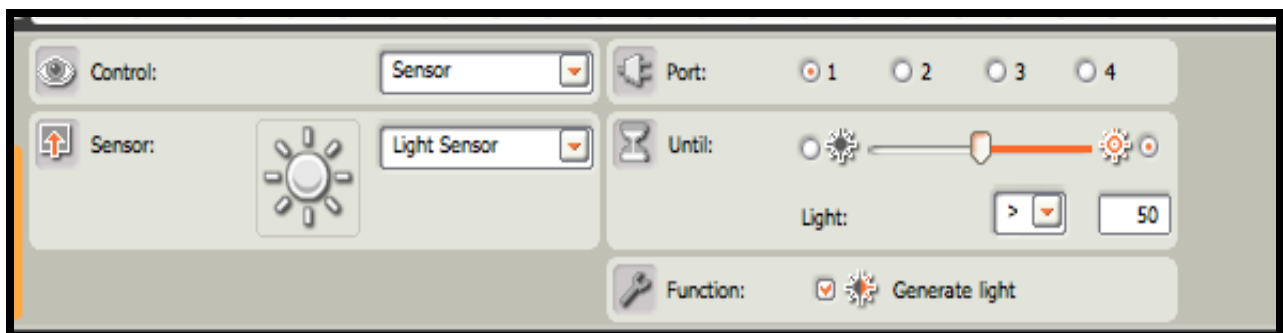 Control: Sensor
Port: 1 2 3 4
Sensor: Light Sensor
Until:
Light: > 50
Function: Generate light